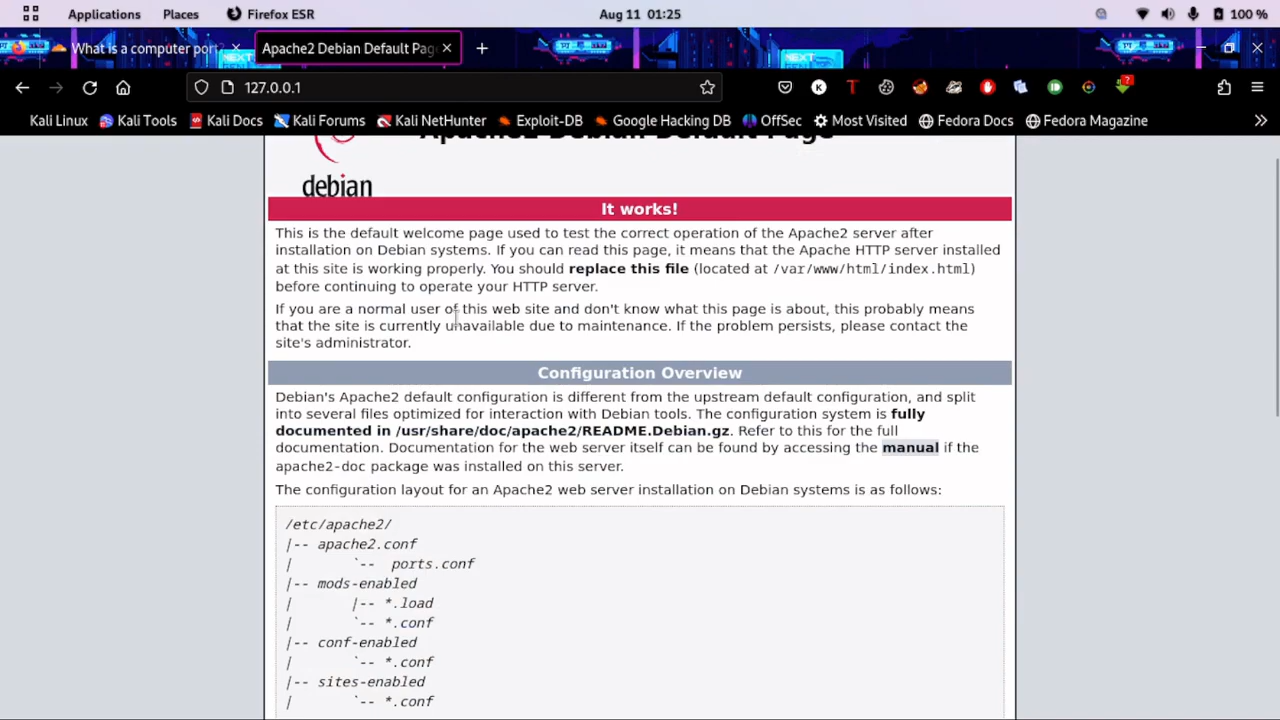 Applications Places Firefox ESR Aug 11 01:25 100 %
What is a computer port Apache2 Debian Default Pag
127.0.0.1
Kali Linux Kali Tools Kali Docs Kali Forums Kali NetHunter Exploit-DB Google Hacking DB OffSec Most Visited Fedora Docs Fedora Magazine
Apache2 Debian Default Page
debian
It works!
This is the default welcome page used to test the correct operation of the Apache2 server after
installation on Debian systems. If you can read this page, it means that the Apache HTTP server installed
at this site is working properly. You should replace this file (located at /var/www/html/index.html)
before continuing to operate your HTTP server.
If you are a normal user of this web site and don't know what this page is about, this probably means
that the site is currently unavailable due to maintenance. If the problem persists, please contact the
site's administrator.
Configuration Overview
Debian's Apache2 default configuration is different from the upstream default configuration, and split
into several files optimized for interaction with Debian tools. The configuration system is fully
documented in /usr/share/doc/apache2/README.Debian.gz. Refer to this for the full
documentation. Documentation for the web server itself can be found by accessing the manual if the
apache2-doc package was installed on this server.
The configuration layout for an Apache2 web server installation on Debian systems is as follows:
/etc/apache2/
|-- apache2.conf
|       `--  ports.conf
|-- mods-enabled
|       |-- *.load
|       `-- *.conf
|-- conf-enabled
|       `-- *.conf
|-- sites-enabled
|       `-- *.conf